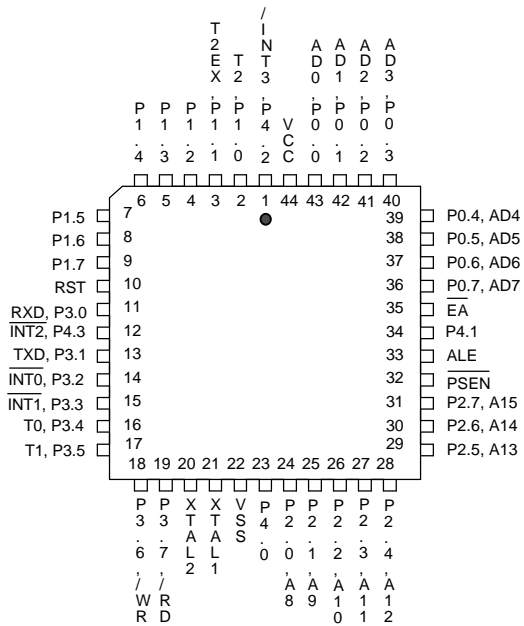 P1.4
P1.3
P1.2
T2EX,P1.1
T2,P1.0
/INT3,P4.2
VCC
AD0,P0.0
AD1,P0.1
AD2,P0.2
AD3,P0.3
6 5 4 3 2 1 44 43 42 41 40
P1.5 7
P1.6 8
P1.7 9
RST 10
RXD, P3.0 11
INT2, P4.3 12
TXD, P3.1 13
INT0, P3.2 14
INT1, P3.3 15
T0, P3.4 16
T1, P3.5 17
39 P0.4, AD4
38 P0.5, AD5
37 P0.6, AD6
36 P0.7, AD7
35 EA
34 P4.1
33 ALE
32 PSEN
31 P2.7, A15
30 P2.6, A14
29 P2.5, A13
18 19 20 21 22 23 24 25 26 27 28
P3.6,/WR
P3.7,/RD
XTAL2
XTAL1
VSS
P4.0
P2.0,A8
P2.1,A9
P2.2,A10
P2.3,A11
P2.4,A12